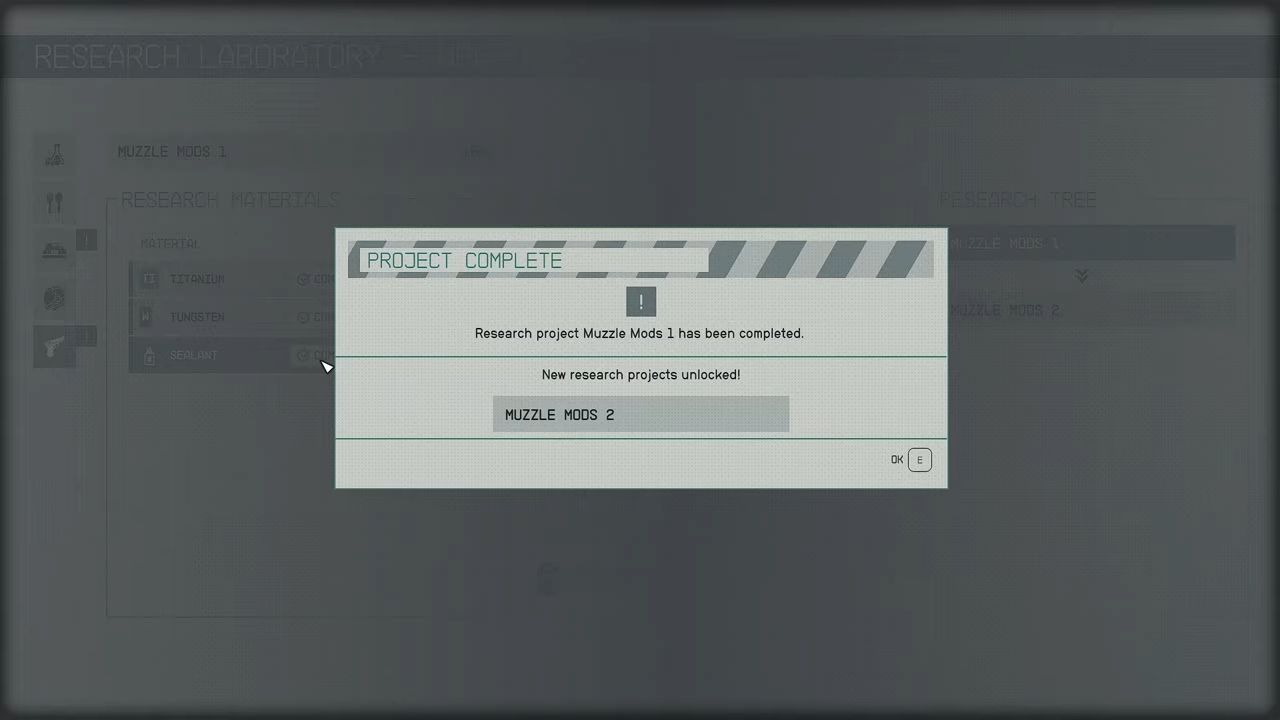 RESEARCH LABORATORY -
MUZZLE MODS 1
RESEARCH MATERIALS
RESEARCH TREE
MATERIAL
MUZZLE MODS 1
TITANIUM
TUNGSTEN
MUZZLE MODS 2
SEALANT
PROJECT COMPLETE
!
Research project Muzzle Mods 1 has been completed.
New research projects unlocked!
MUZZLE MODS 2
OK E